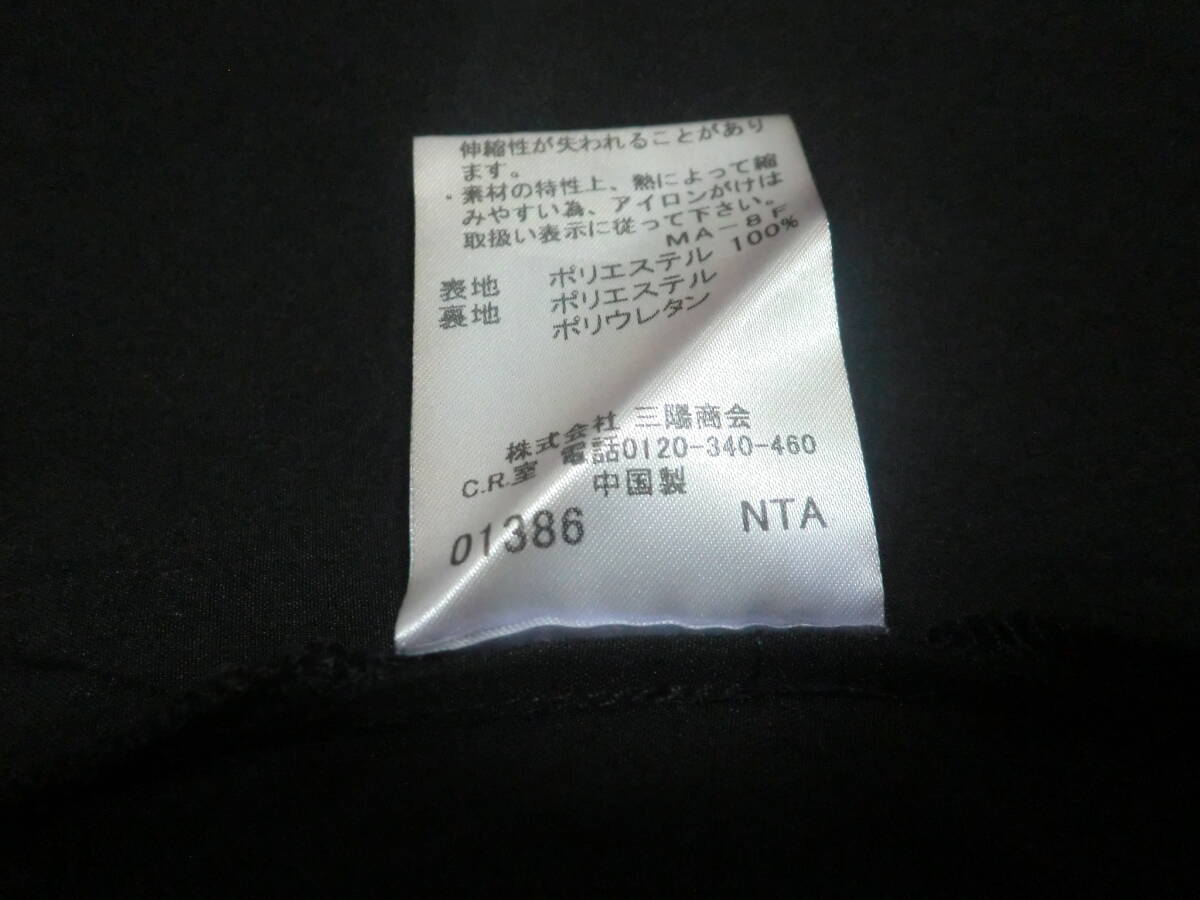 伸縮性が失われることがあり
ます。
・素材の特性上、熱によって縮
みやすい為、アイロンがけは
取扱い表示に従って下さい。
MA-8F
表地 ポリエステル 100%
裏地 ポリエステル
ポリウレタン
株式会社 三陽商会
C.R.室 電話0120-340-460
中国製
01386 NTA